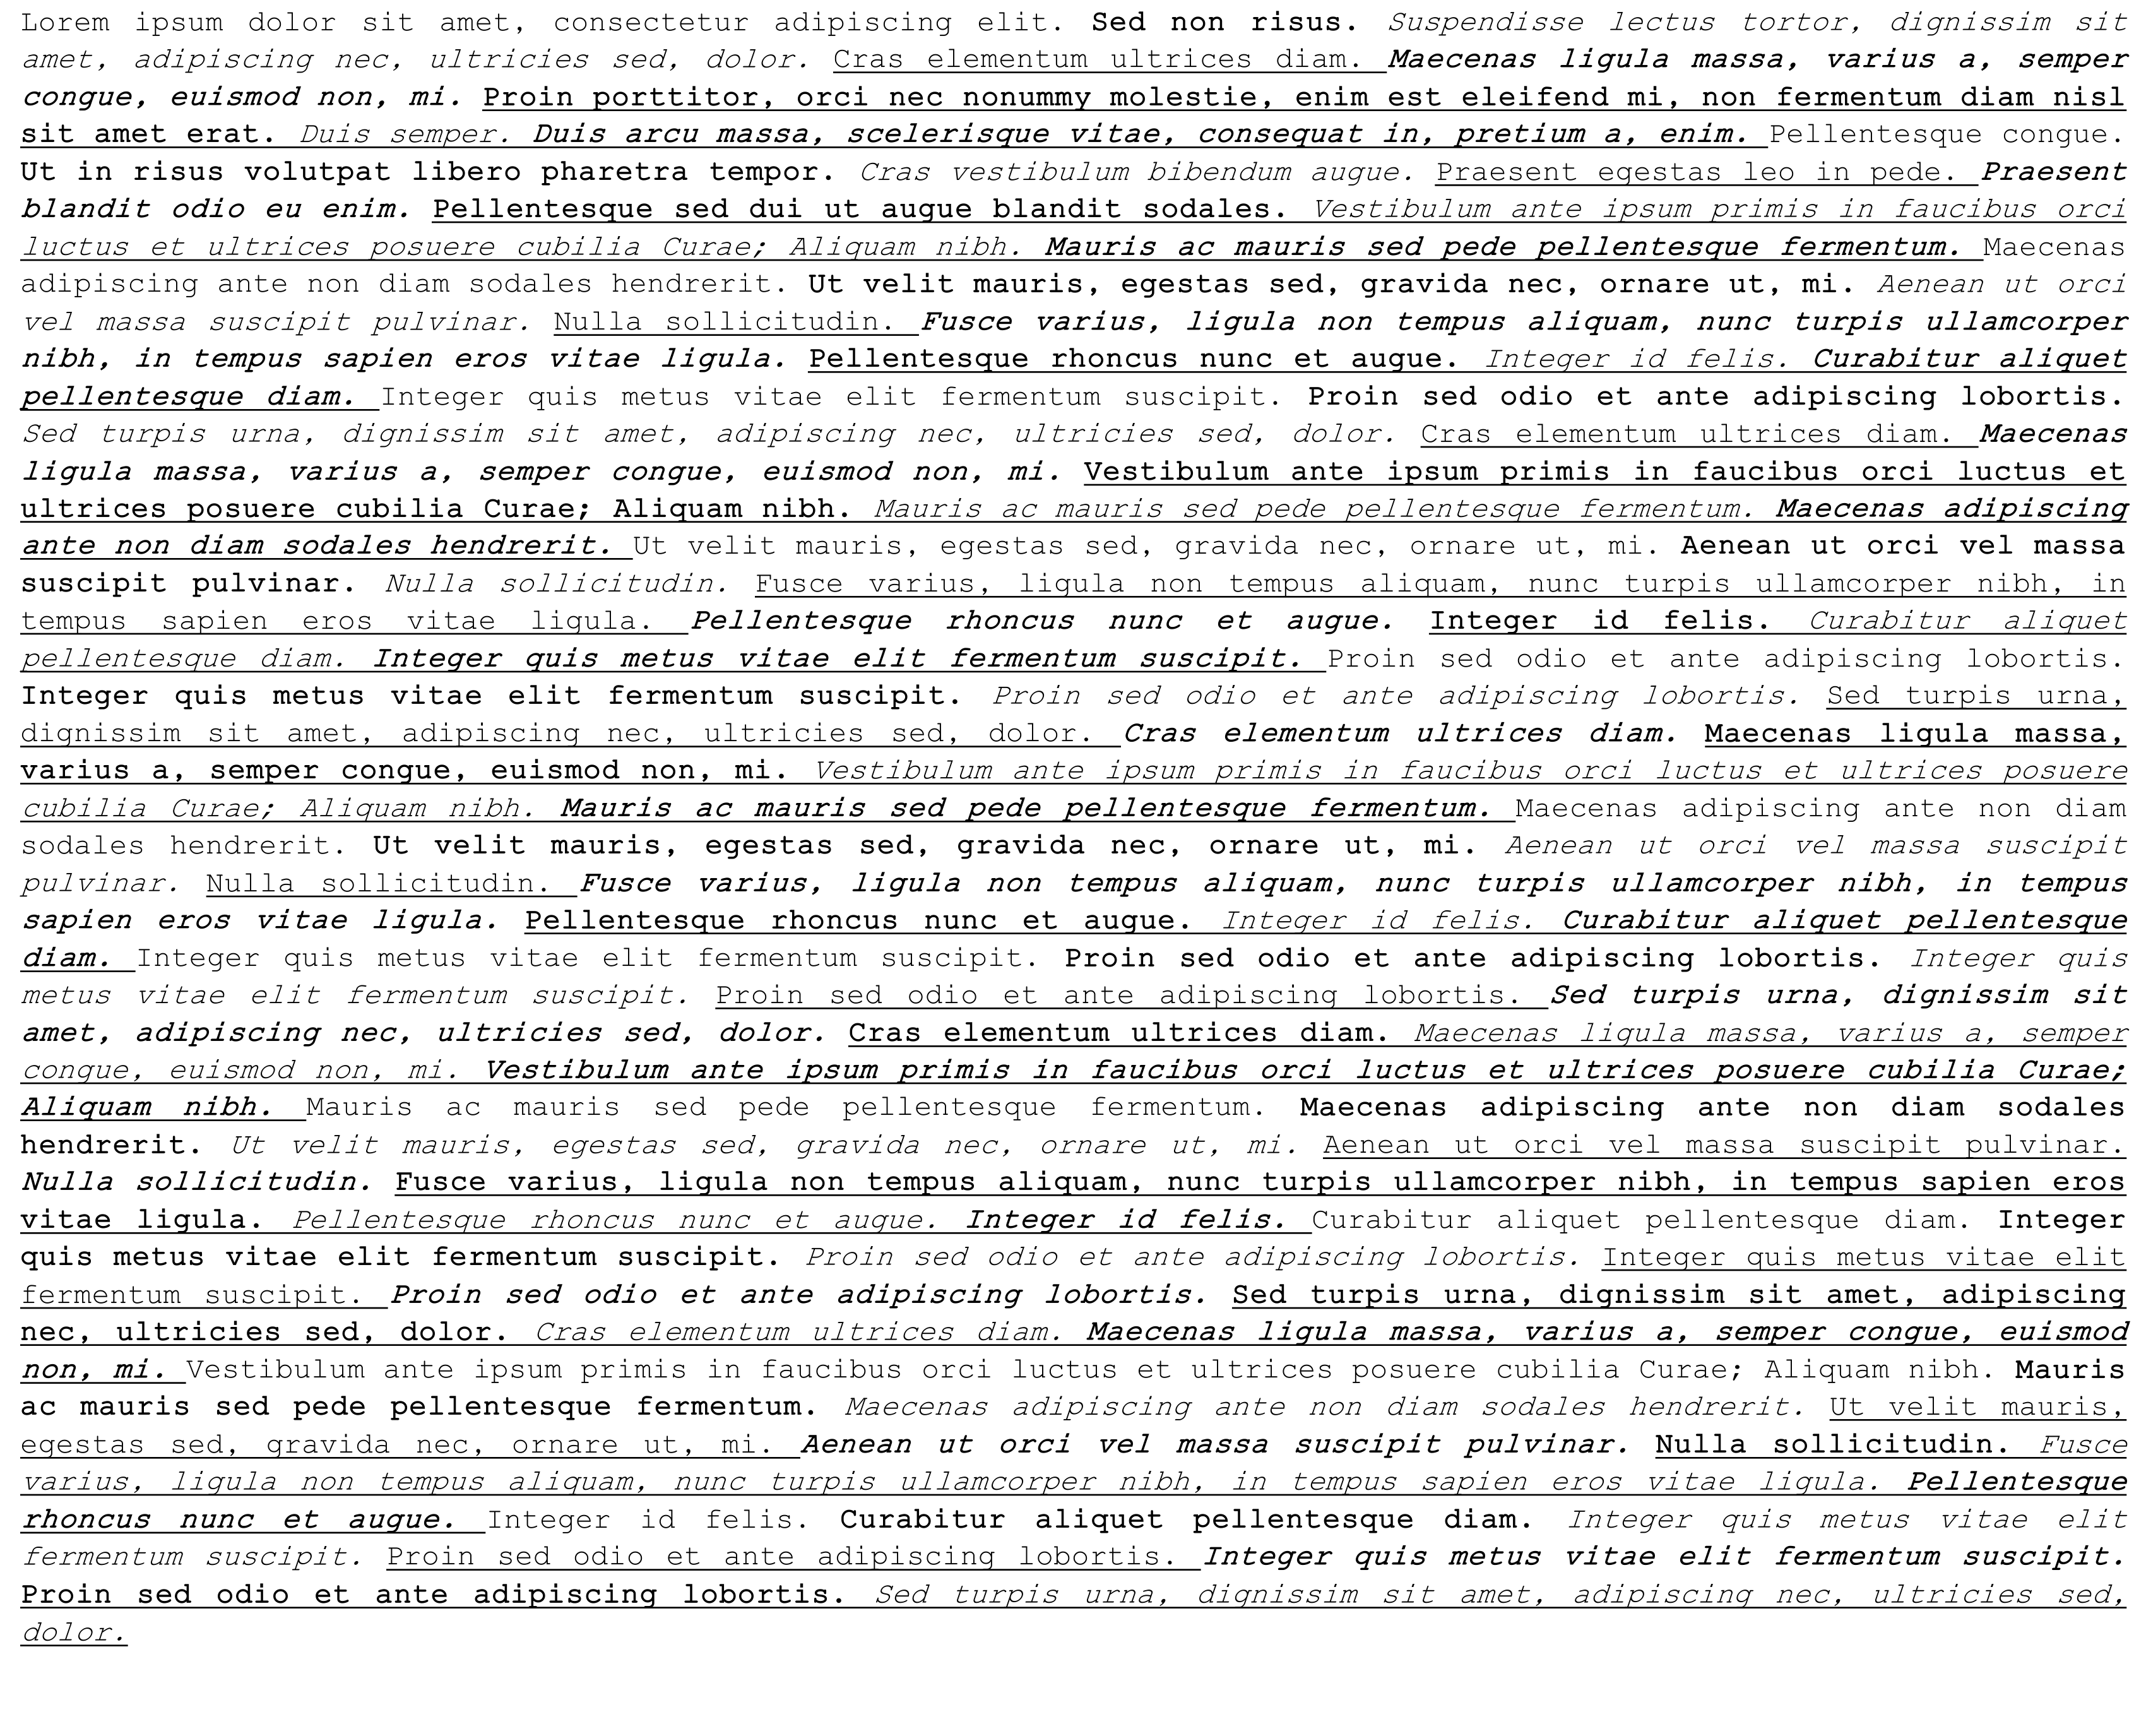 Lorem ipsum dolor sit amet, consectetur adipiscing elit. Sed non risus. Suspendisse lectus tortor, dignissim sit
amet, adipiscing nec, ultricies sed, dolor. Cras elementum ultrices diam. Maecenas ligula massa, varius a, semper
congue, euismod non, mi. Proin porttitor, orci nec nonummy molestie, enim est eleifend mi, non fermentum diam nisl
sit amet erat. Duis semper. Duis arcu massa, scelerisque vitae, consequat in, pretium a, enim. Pellentesque congue.
Ut in risus volutpat libero pharetra tempor. Cras vestibulum bibendum augue. Praesent egestas leo in pede. Praesent
blandit odio eu enim. Pellentesque sed dui ut augue blandit sodales. Vestibulum ante ipsum primis in faucibus orci
luctus et ultrices posuere cubilia Curae; Aliquam nibh. Mauris ac mauris sed pede pellentesque fermentum. Maecenas
adipiscing ante non diam sodales hendrerit. Ut velit mauris, egestas sed, gravida nec, ornare ut, mi. Aenean ut orci
vel massa suscipit pulvinar. Nulla sollicitudin. Fusce varius, ligula non tempus aliquam, nunc turpis ullamcorper
nibh, in tempus sapien eros vitae ligula. Pellentesque rhoncus nunc et augue. Integer id felis. Curabitur aliquet
pellentesque diam. Integer quis metus vitae elit fermentum suscipit. Proin sed odio et ante adipiscing lobortis.
Sed turpis urna, dignissim sit amet, adipiscing nec, ultricies sed, dolor. Cras elementum ultrices diam. Maecenas
ligula massa, varius a, semper congue, euismod non, mi. Vestibulum ante ipsum primis in faucibus orci luctus et
ultrices posuere cubilia Curae; Aliquam nibh. Mauris ac mauris sed pede pellentesque fermentum. Maecenas adipiscing
ante non diam sodales hendrerit. Ut velit mauris, egestas sed, gravida nec, ornare ut, mi. Aenean ut orci vel massa
suscipit pulvinar. Nulla sollicitudin. Fusce varius, ligula non tempus aliquam, nunc turpis ullamcorper nibh, in
tempus sapien eros vitae ligula. Pellentesque rhoncus nunc et augue. Integer id felis. Curabitur aliquet
pellentesque diam. Integer quis metus vitae elit fermentum suscipit. Proin sed odio et ante adipiscing lobortis.
Integer quis metus vitae elit fermentum suscipit. Proin sed odio et ante adipiscing lobortis. Sed turpis urna,
dignissim sit amet, adipiscing nec, ultricies sed, dolor. Cras elementum ultrices diam. Maecenas ligula massa,
varius a, semper congue, euismod non, mi. Vestibulum ante ipsum primis in faucibus orci luctus et ultrices posuere
cubilia Curae; Aliquam nibh. Mauris ac mauris sed pede pellentesque fermentum. Maecenas adipiscing ante non diam
sodales hendrerit. Ut velit mauris, egestas sed, gravida nec, ornare ut, mi. Aenean ut orci vel massa suscipit
pulvinar. Nulla sollicitudin. Fusce varius, ligula non tempus aliquam, nunc turpis ullamcorper nibh, in tempus
sapien eros vitae ligula. Pellentesque rhoncus nunc et augue. Integer id felis. Curabitur aliquet pellentesque
diam. Integer quis metus vitae elit fermentum suscipit. Proin sed odio et ante adipiscing lobortis. Integer quis
metus vitae elit fermentum suscipit. Proin sed odio et ante adipiscing lobortis. Sed turpis urna, dignissim sit
amet, adipiscing nec, ultricies sed, dolor. Cras elementum ultrices diam. Maecenas ligula massa, varius a, semper
congue, euismod non, mi. Vestibulum ante ipsum primis in faucibus orci luctus et ultrices posuere cubilia Curae;
Aliquam nibh. Mauris ac mauris sed pede pellentesque fermentum. Maecenas adipiscing ante non diam sodales
hendrerit. Ut velit mauris, egestas sed, gravida nec, ornare ut, mi. Aenean ut orci vel massa suscipit pulvinar.
Nulla sollicitudin. Fusce varius, ligula non tempus aliquam, nunc turpis ullamcorper nibh, in tempus sapien eros
vitae ligula. Pellentesque rhoncus nunc et augue. Integer id felis. Curabitur aliquet pellentesque diam. Integer
quis metus vitae elit fermentum suscipit. Proin sed odio et ante adipiscing lobortis. Integer quis metus vitae elit
fermentum suscipit. Proin sed odio et ante adipiscing lobortis. Sed turpis urna, dignissim sit amet, adipiscing
nec, ultricies sed, dolor. Cras elementum ultrices diam. Maecenas ligula massa, varius a, semper congue, euismod
non, mi. Vestibulum ante ipsum primis in faucibus orci luctus et ultrices posuere cubilia Curae; Aliquam nibh. Mauris
ac mauris sed pede pellentesque fermentum. Maecenas adipiscing ante non diam sodales hendrerit. Ut velit mauris,
egestas sed, gravida nec, ornare ut, mi. Aenean ut orci vel massa suscipit pulvinar. Nulla sollicitudin. Fusce
varius, ligula non tempus aliquam, nunc turpis ullamcorper nibh, in tempus sapien eros vitae ligula. Pellentesque
rhoncus nunc et augue. Integer id felis. Curabitur aliquet pellentesque diam. Integer quis metus vitae elit
fermentum suscipit. Proin sed odio et ante adipiscing lobortis. Integer quis metus vitae elit fermentum suscipit.
Proin sed odio et ante adipiscing lobortis. Sed turpis urna, dignissim sit amet, adipiscing nec, ultricies sed,
dolor.